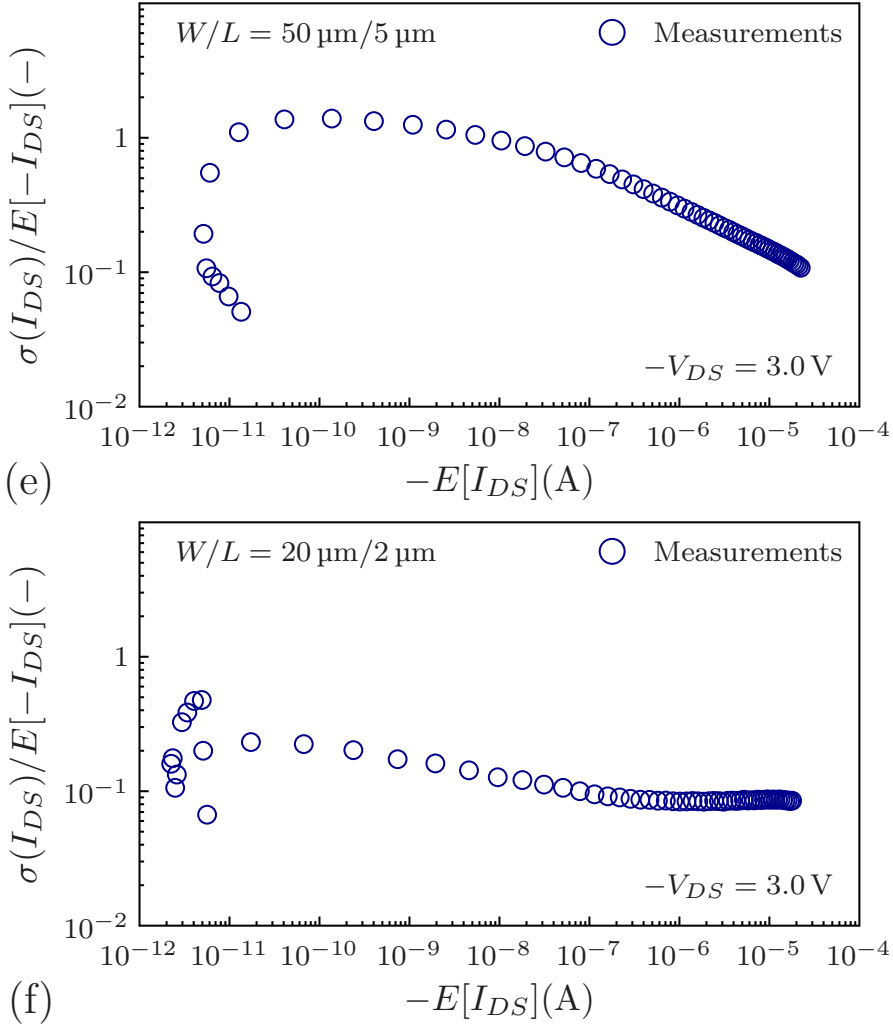 W/L = 50 μm/5 μm
Measurements
1
10⁻¹
10⁻²
σ(I_DS)/E[−I_DS](−)
−V_DS = 3.0 V
10⁻¹² 10⁻¹¹ 10⁻¹⁰ 10⁻⁹ 10⁻⁸ 10⁻⁷ 10⁻⁶ 10⁻⁵ 10⁻⁴
−E[I_DS](A)
(e)
W/L = 20 μm/2 μm
Measurements
1
10⁻¹
10⁻²
σ(I_DS)/E[−I_DS](−)
−V_DS = 3.0 V
10⁻¹² 10⁻¹¹ 10⁻¹⁰ 10⁻⁹ 10⁻⁸ 10⁻⁷ 10⁻⁶ 10⁻⁵ 10⁻⁴
−E[I_DS](A)
(f)